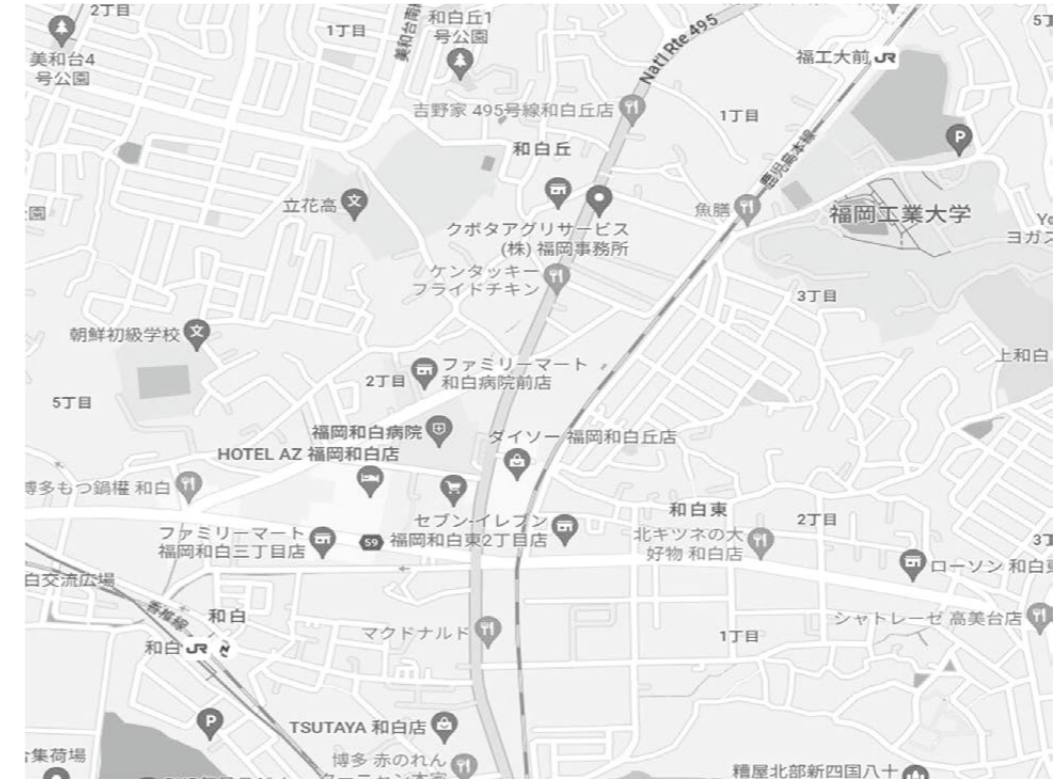 2丁目
美和台4
号公園
1丁目
和白丘1
号公園
Nat'l Rte 495
福工大前 JR
吉野家 495号線和白丘店
1丁目
鹿児島本線
和白丘
立花高
魚膳
福岡工業大学
クボタアグリサービス
(株) 福岡事務所
ケンタッキー
フライドチキン
3丁目
朝鮮初級学校
上和白
ファミリーマート
和白病院前店
2丁目
5丁目
福岡和白病院
ダイソー 福岡和白丘店
HOTEL AZ 福岡和白店
博多もつ鍋權 和白
和白東
2丁目
セブン-イレブン
福岡和白東2丁目店
ファミリーマート
福岡和白三丁目店
59
北キツネの大
好物 和白店
ローソン 和白東
白交流広場
香椎線
和白
シャトレーゼ 高美台店
和白 JR
マクドナルド
1丁目
P
TSUTAYA 和白店
集荷場
博多 赤のれん
糟屋北部新四国八十